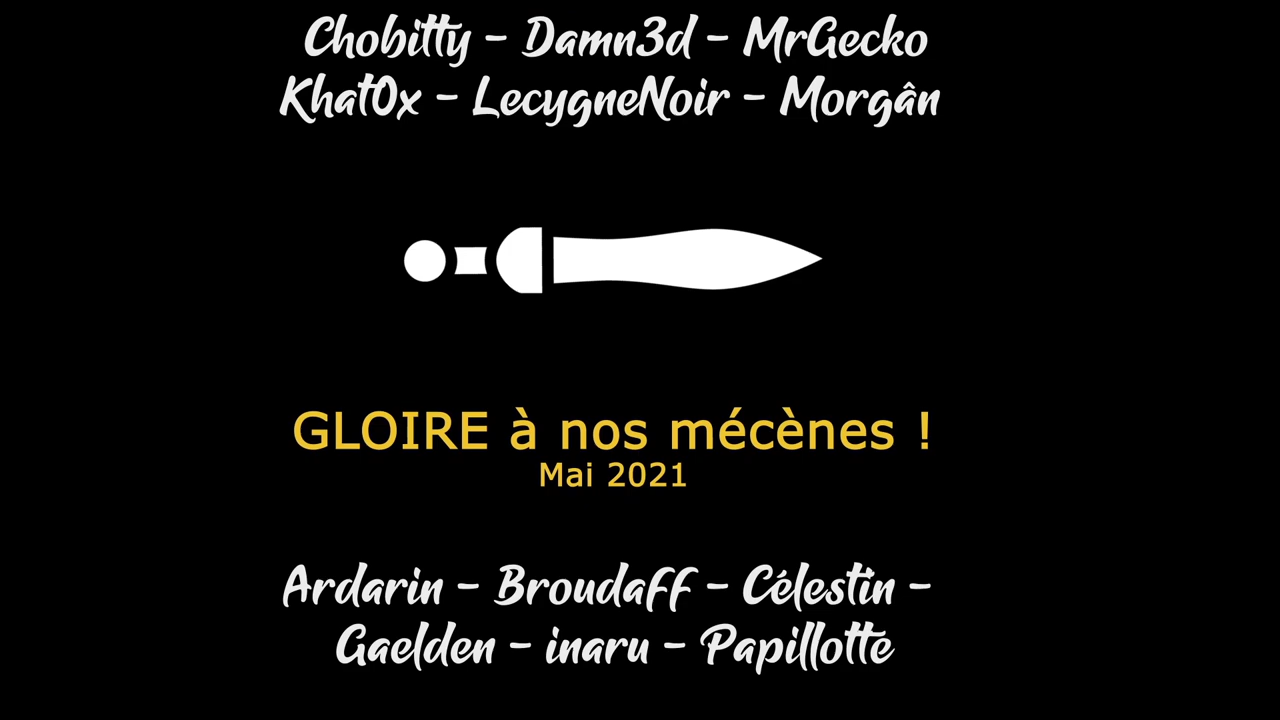 Chobitty - Damn3d - MrGecko
Khat0x - LecygneNoir - Morgân
GLOIRE à nos mécènes !
Mai 2021
Ardarin - Broudaff - Célestin -
Gaelden - inaru - Papillotte